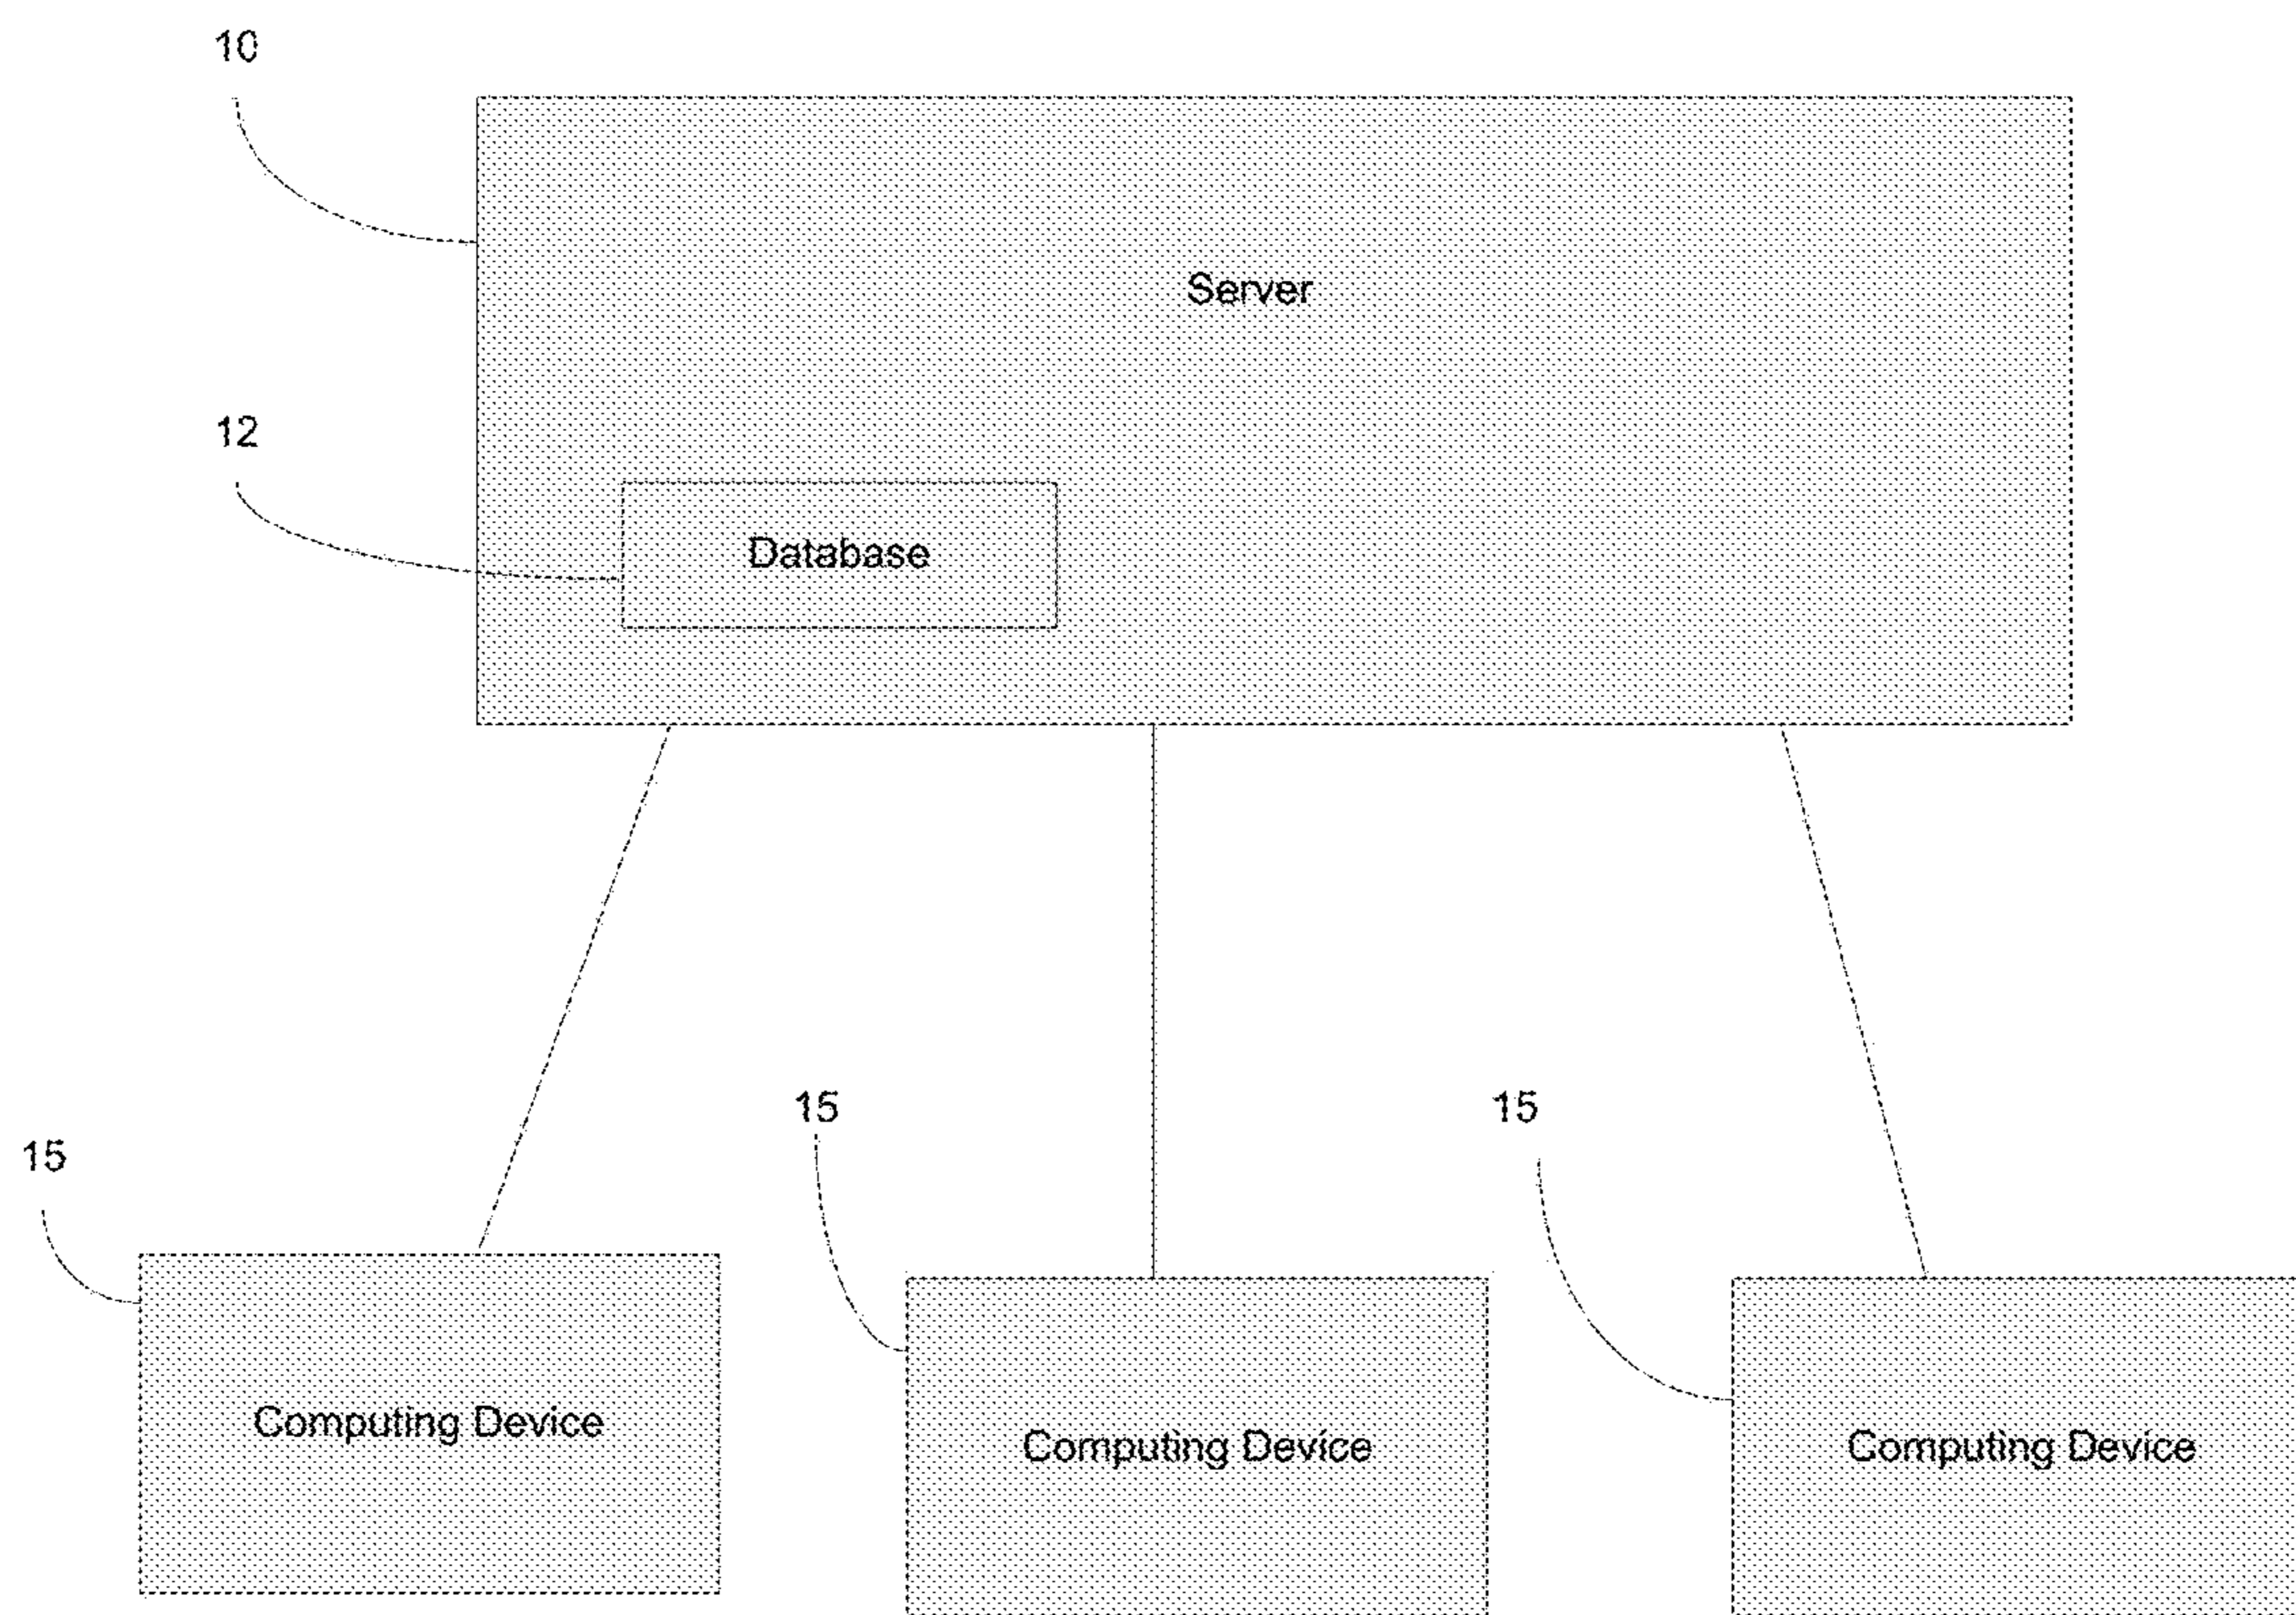 10
Server
12
Database
15
15
15
Computing Device
Computing Device
Computing Device